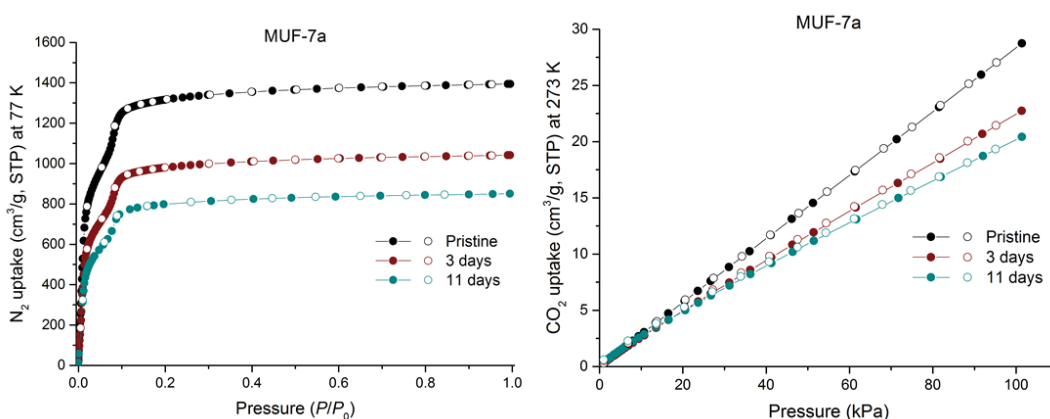 MUF-7a
N₂ uptake (cm³/g, STP) at 77 K
1600
1400
1200
1000
800
600
400
200
0
Pristine
3 days
11 days
0.0 0.2 0.4 0.6 0.8 1.0
Pressure (P/P₀)
MUF-7a
CO₂ uptake (cm³/g, STP) at 273 K
30
25
20
15
10
5
0
Pristine
3 days
11 days
0 20 40 60 80 100
Pressure (kPa)